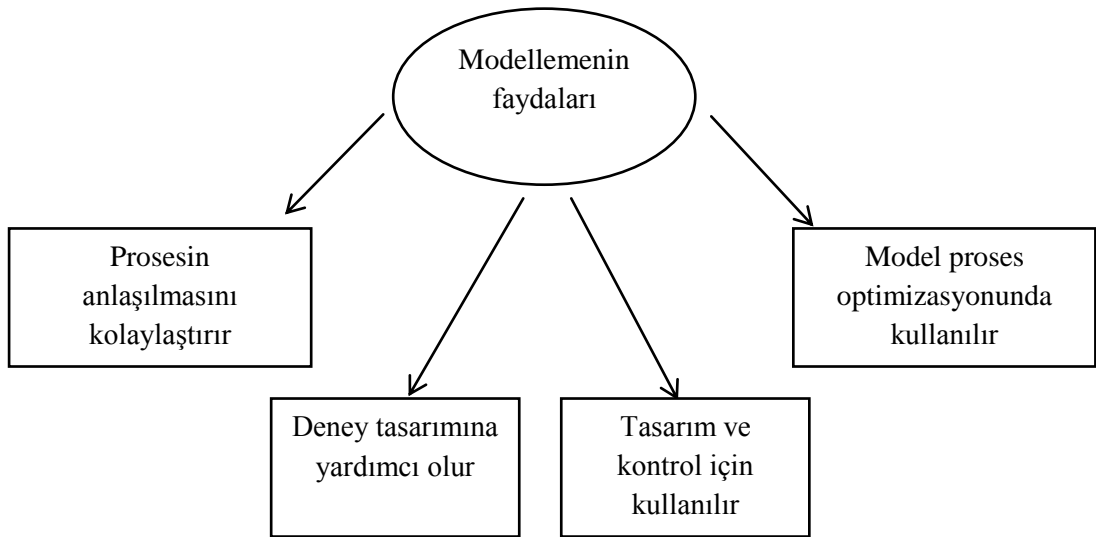 Modellemenin
faydaları
Prosesin
anlaşılmasını
kolaylaştırır
Model proses
optimizasyonunda
kullanılır
Deney tasarımına
yardımcı olur
Tasarım ve
kontrol için
kullanılır